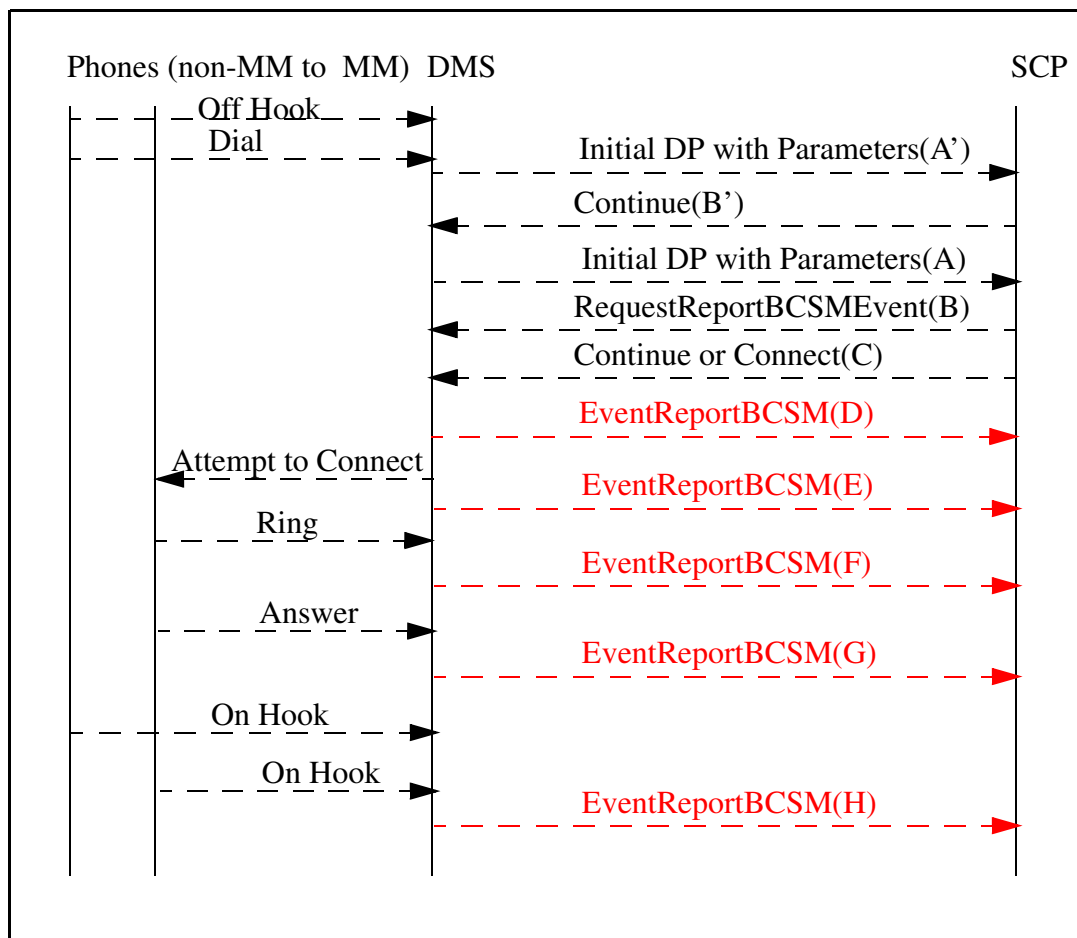 Phones (non-MM to MM) DMS SCP
Off Hook
Dial
Initial DP with Parameters(A’)
Continue(B’)
Initial DP with Parameters(A)
RequestReportBCSMEvent(B)
Continue or Connect(C)
EventReportBCSM(D)
Attempt to Connect
EventReportBCSM(E)
Ring
EventReportBCSM(F)
Answer
EventReportBCSM(G)
On Hook
On Hook
EventReportBCSM(H)